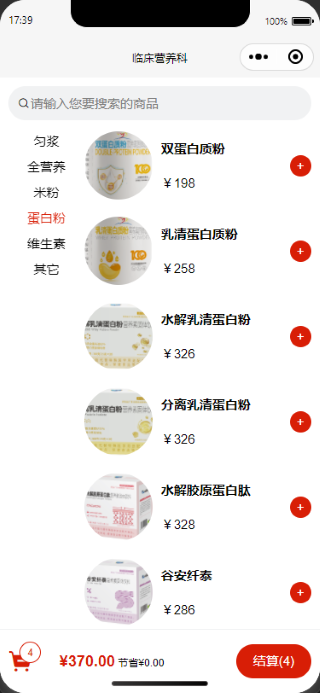 17:39
100%
临床营养科
请输入您要搜索的商品
匀浆
全营养
米粉
蛋白粉
维生素
其它
双蛋白质粉
￥198
+
乳清蛋白质粉
￥258
+
水解乳清蛋白粉
￥326
+
分离乳清蛋白粉
￥326
+
水解胶原蛋白肽
￥328
+
谷安纤泰
￥286
+
4
¥370.00 节省¥0.00
结算(4)